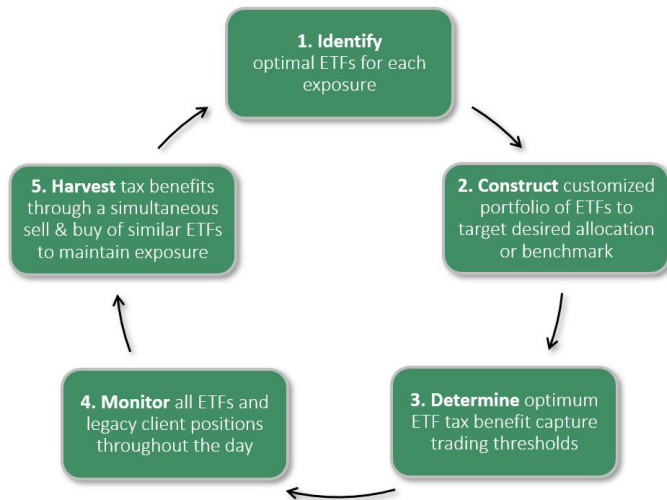 1. Identify
optimal ETFs for each
exposure
2. Construct customized
portfolio of ETFs to
target desired allocation
or benchmark
3. Determine optimum
ETF tax benefit capture
trading thresholds
4. Monitor all ETFs and
legacy client positions
throughout the day
5. Harvest tax benefits
through a simultaneous
sell & buy of similar ETFs
to maintain exposure